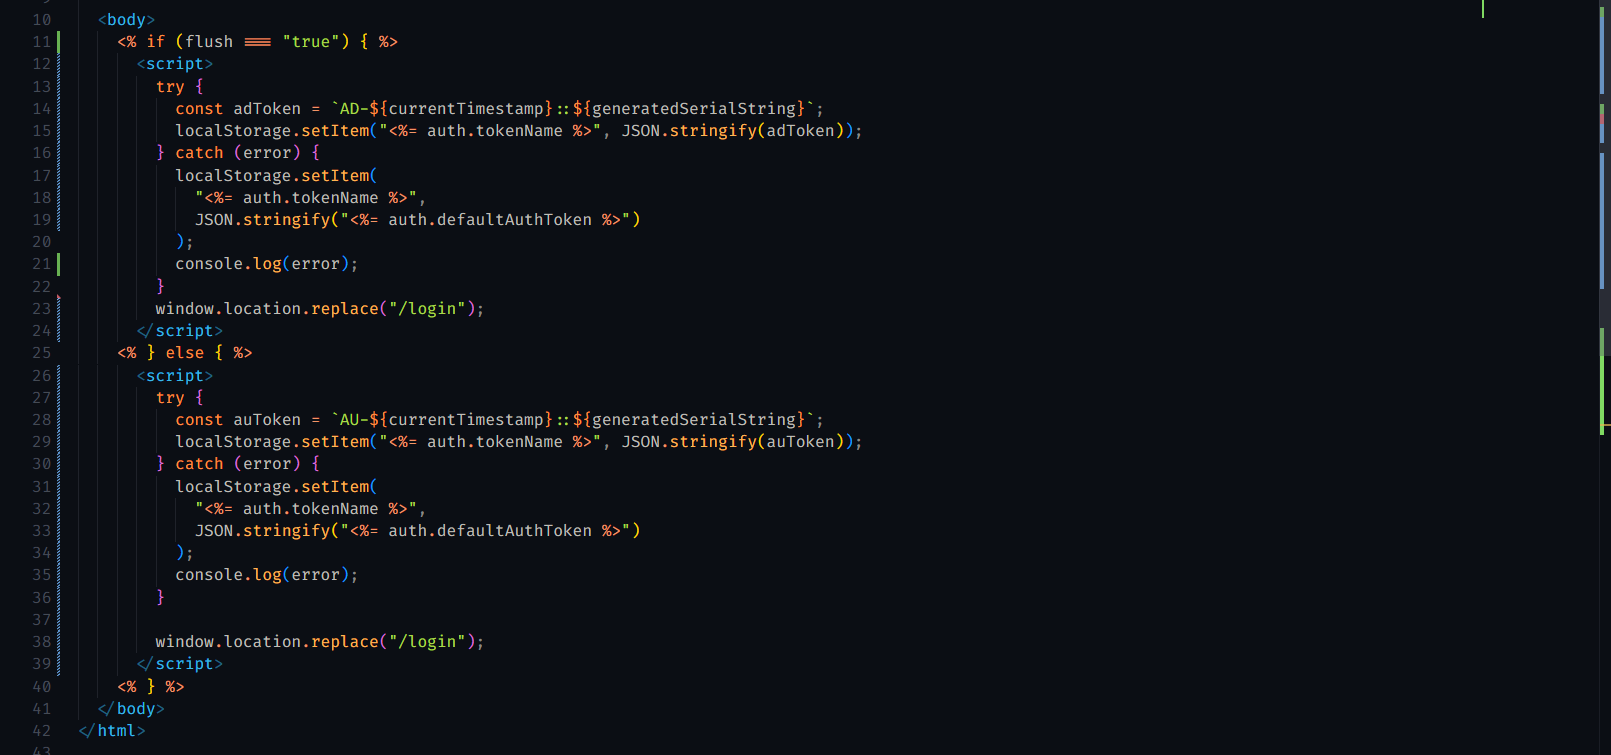 10 <body>
11 <% if (flush === "true") { %>
12 <script>
13 try {
14 const adToken = `AD-${currentTimestamp}::${generatedSerialString}`;
15 localStorage.setItem("<%= auth.tokenName %>", JSON.stringify(adToken));
16 } catch (error) {
17 localStorage.setItem(
18 "<%= auth.tokenName %>",
19 JSON.stringify("<%= auth.defaultAuthToken %>")
20 );
21 console.log(error);
22 }
23 window.location.replace("/login");
24 </script>
25 <% } else { %>
26 <script>
27 try {
28 const auToken = `AU-${currentTimestamp}::${generatedSerialString}`;
29 localStorage.setItem("<%= auth.tokenName %>", JSON.stringify(auToken));
30 } catch (error) {
31 localStorage.setItem(
32 "<%= auth.tokenName %>",
33 JSON.stringify("<%= auth.defaultAuthToken %>")
34 );
35 console.log(error);
36 }
37
38 window.location.replace("/login");
39 </script>
40 <% } %>
41 </body>
42 </html>
43